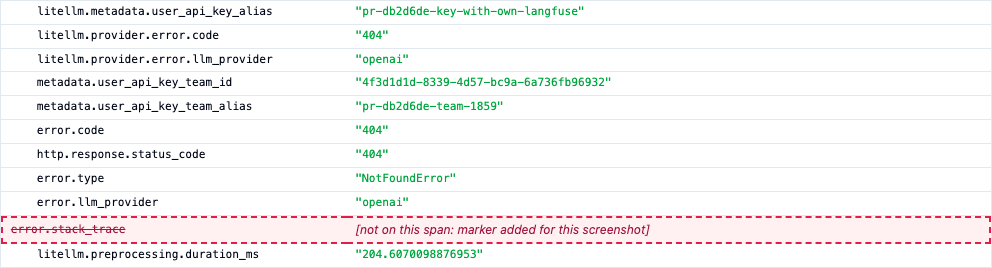 litellm.metadata.user_api_key_alias "pr-db2d6de-key-with-own-langfuse"
litellm.provider.error.code "404"
litellm.provider.error.llm_provider "openai"
metadata.user_api_key_team_id "4f3d1d1d-8339-4d57-bc9a-6a736fb96932"
metadata.user_api_key_team_alias "pr-db2d6de-team-1859"
error.code "404"
http.response.status_code "404"
error.type "NotFoundError"
error.llm_provider "openai"
error.stack_trace [not on this span: marker added for this screenshot]
litellm.preprocessing.duration_ms "204.6070098876953"